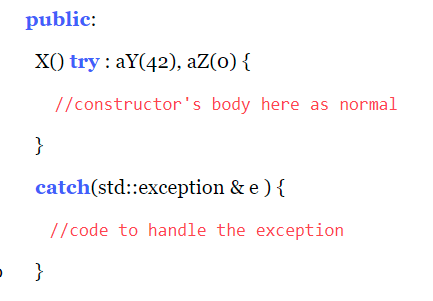 public:
X() try : aY(42), aZ(0) {
//constructor's body here as normal
}
catch(std::exception & e ) {
//code to handle the exception
}